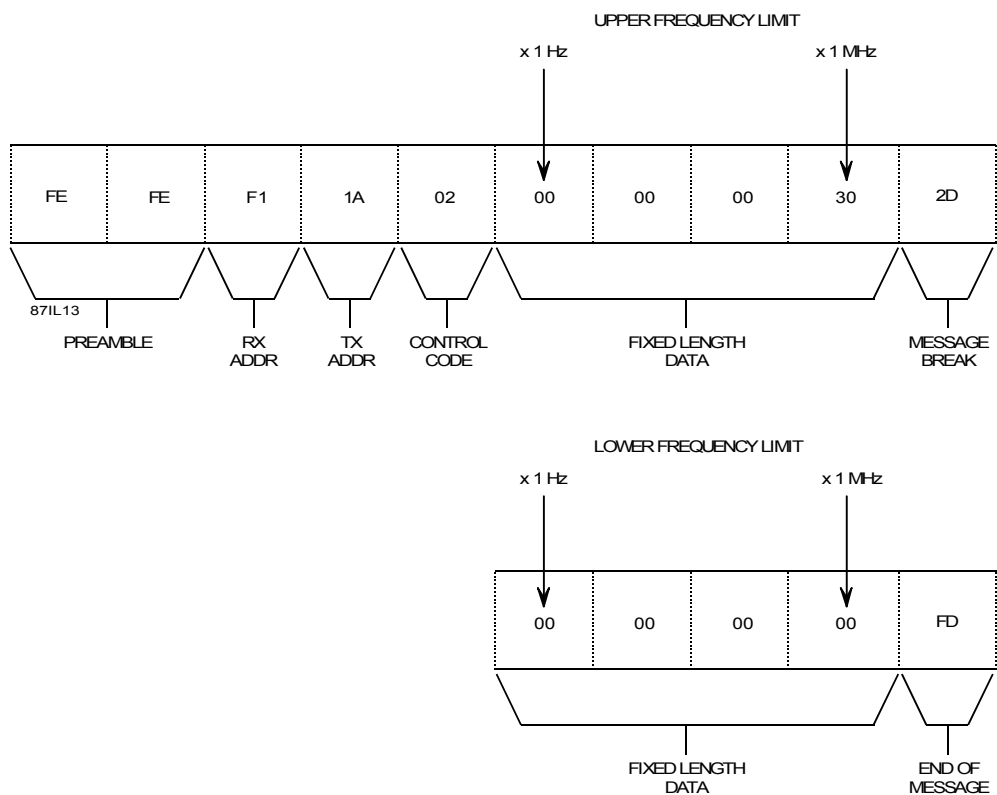 UPPER FREQUENCY LIMIT
x 1 Hz x 1 MHz
FE FE F1 1A 02 00 00 00 30 2D
87IL13
PREAMBLE RX ADDR TX ADDR CONTROL CODE FIXED LENGTH DATA MESSAGE BREAK
LOWER FREQUENCY LIMIT
x 1 Hz x 1 MHz
00 00 00 00 FD
FIXED LENGTH DATA END OF MESSAGE